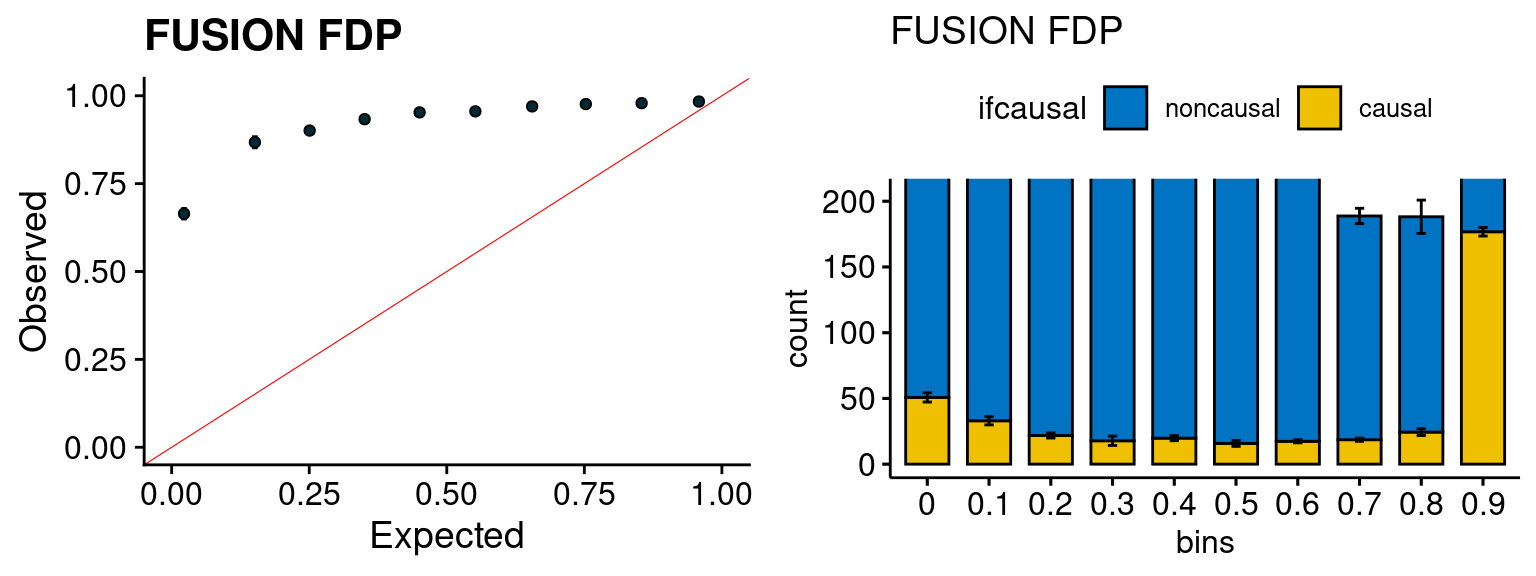 FUSION FDP
Observed
1.00
0.75
0.50
0.25
0.00
0.00 0.25 0.50 0.75 1.00
Expected
FUSION FDP
ifcausal noncausal causal
count
200
150
100
50
0
0 0.1 0.2 0.3 0.4 0.5 0.6 0.7 0.8 0.9
bins